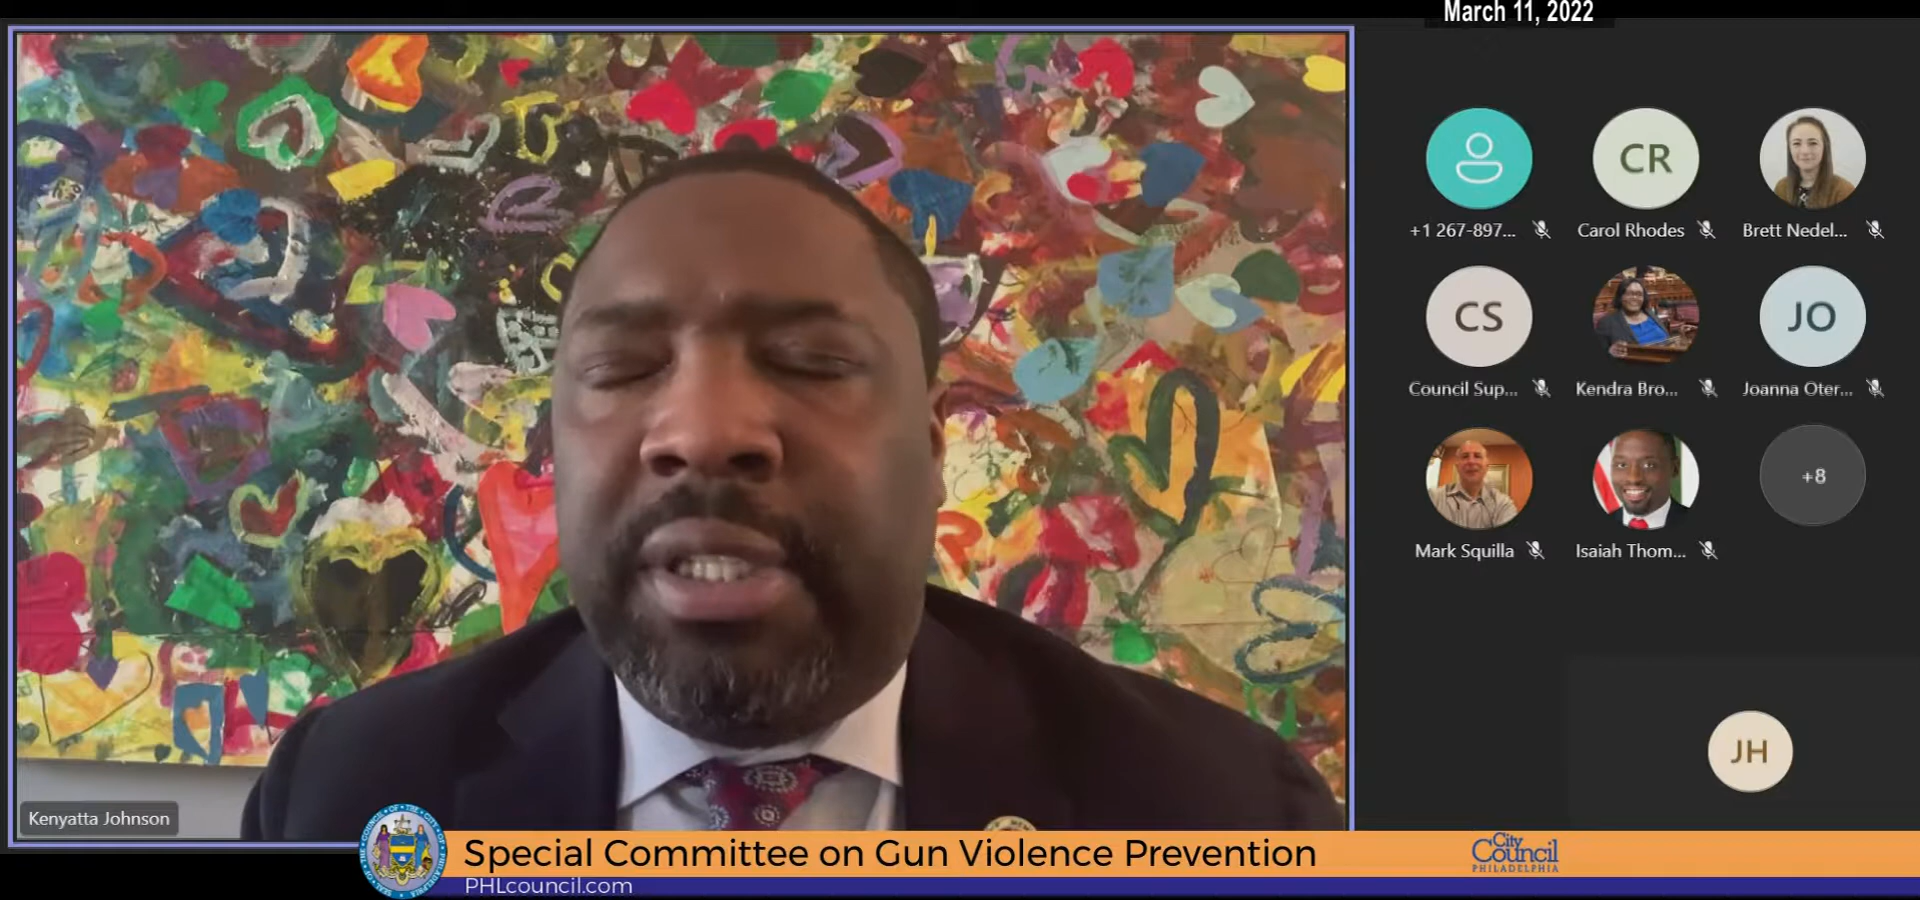 March 11, 2022
+1 267-897...
Carol Rhodes
Brett Nedel...
CR
CS
JO
Council Sup...
Kendra Bro...
Joanna Oter...
+8
Mark Squilla
Isaiah Thom...
JH
Kenyatta Johnson
Special Committee on Gun Violence Prevention
PHLcouncil.com
City
Council
PHILADELPHIA